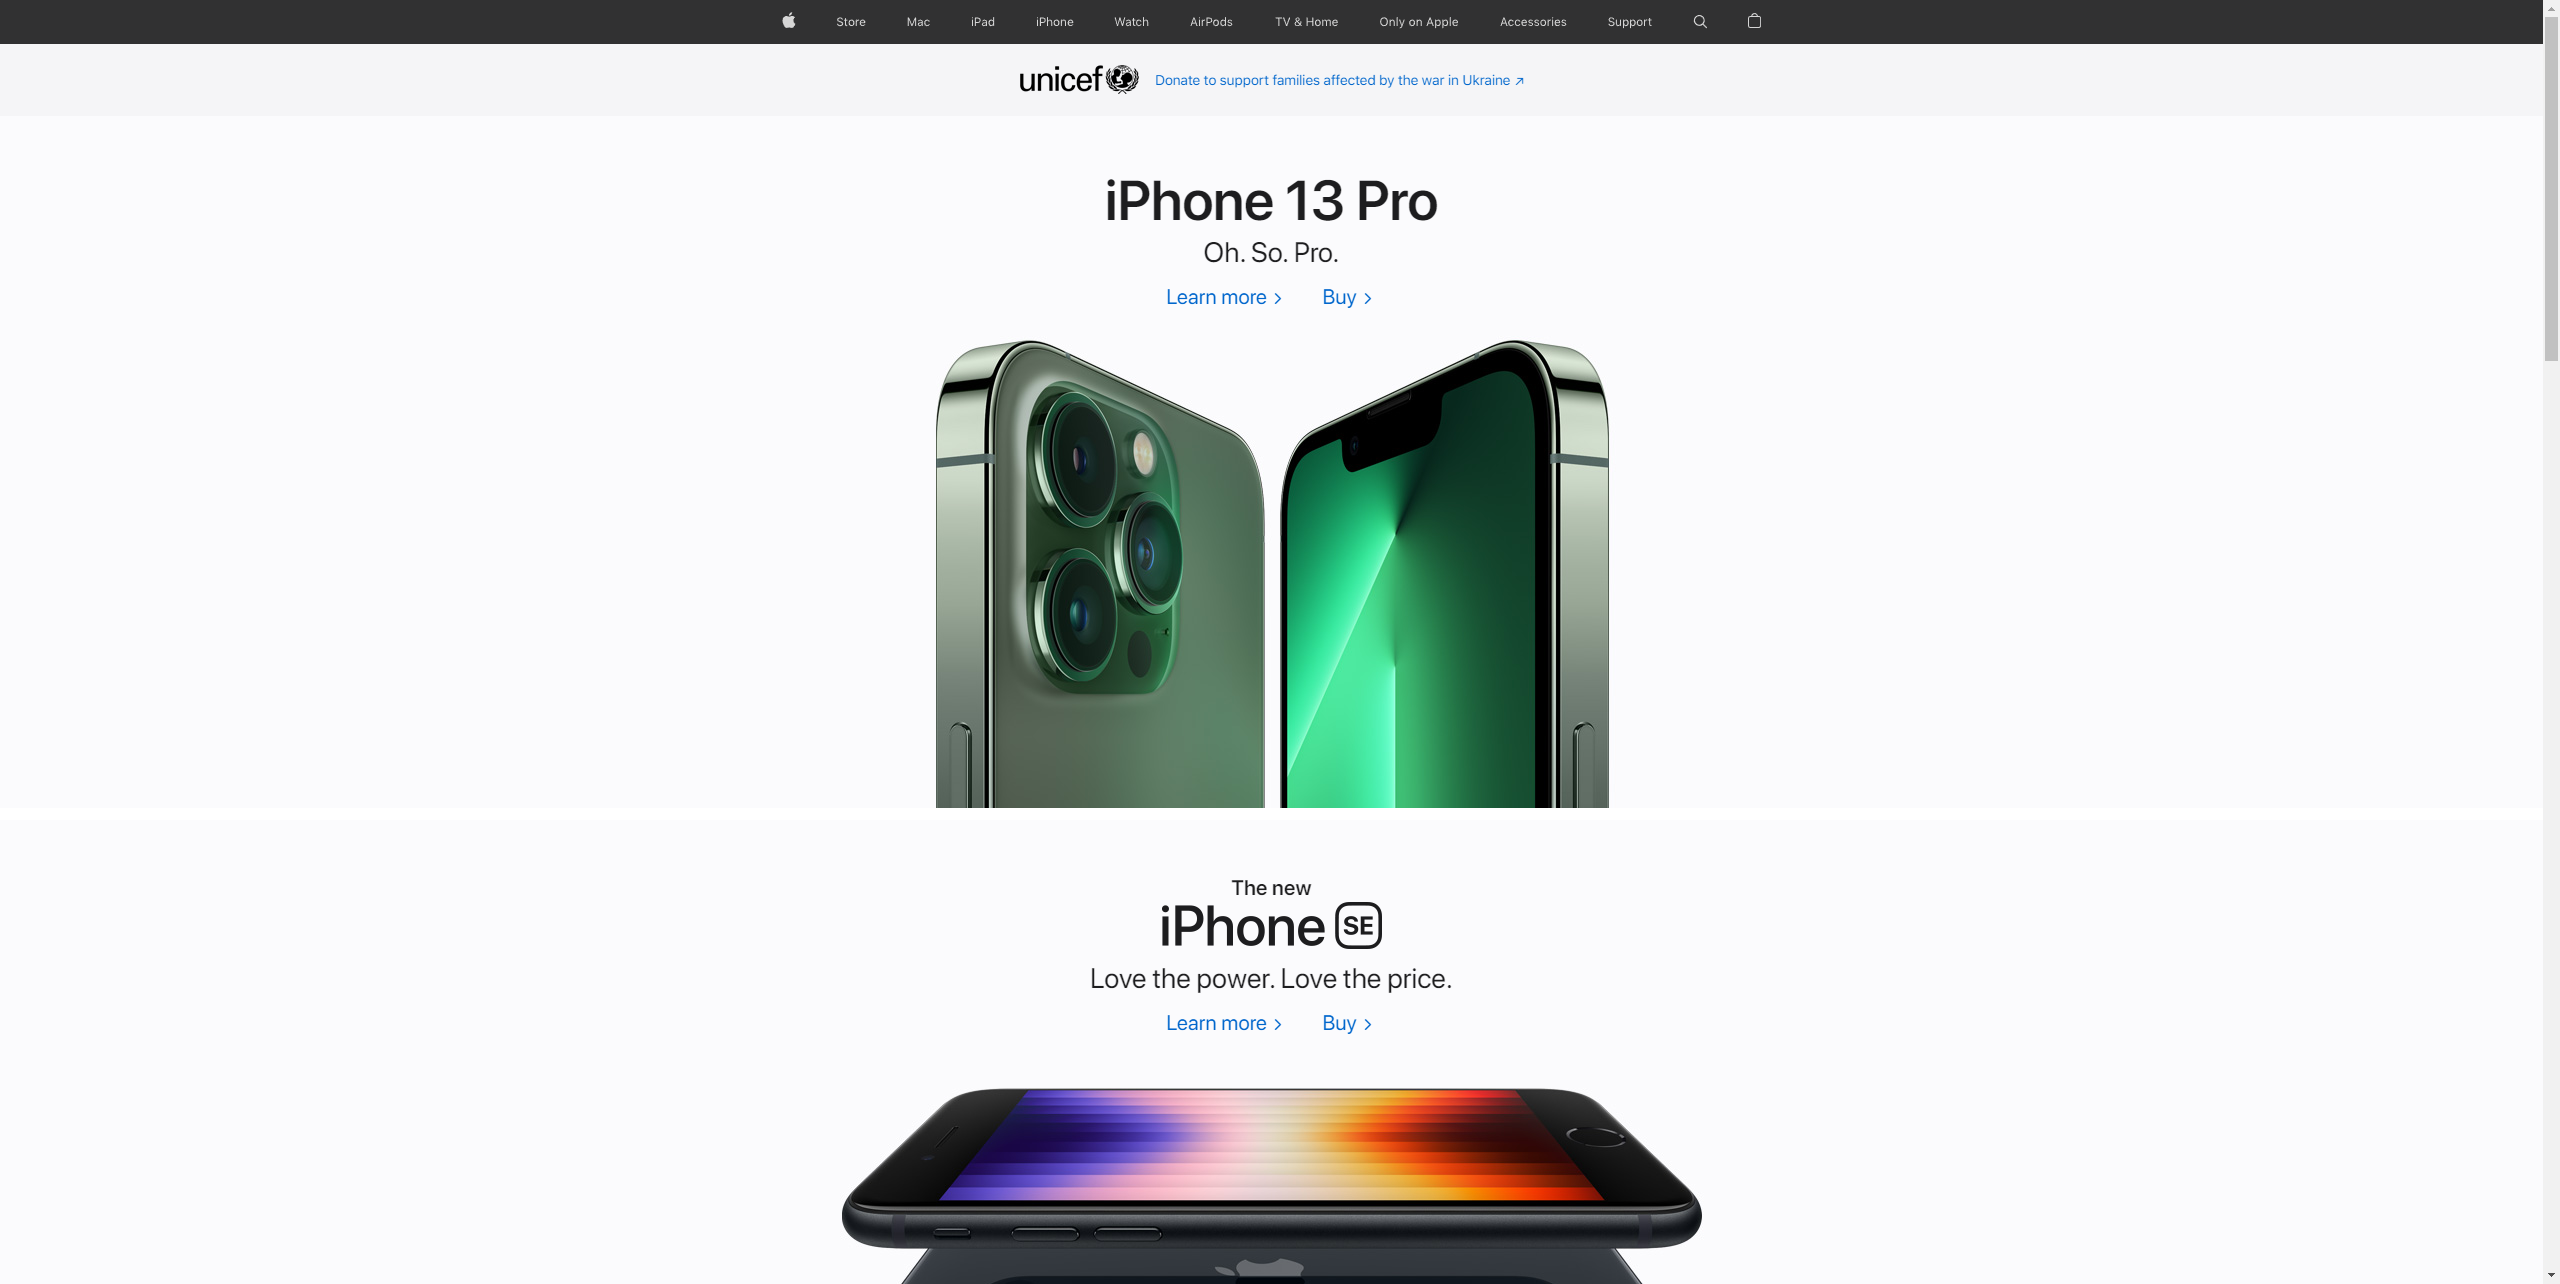 Store Mac iPad iPhone Watch AirPods TV & Home Only on Apple Accessories Support
unicef Donate to support families affected by the war in Ukraine ↗
iPhone 13 Pro
Oh. So. Pro.
Learn more > Buy >
The new
iPhone SE
Love the power. Love the price.
Learn more > Buy >